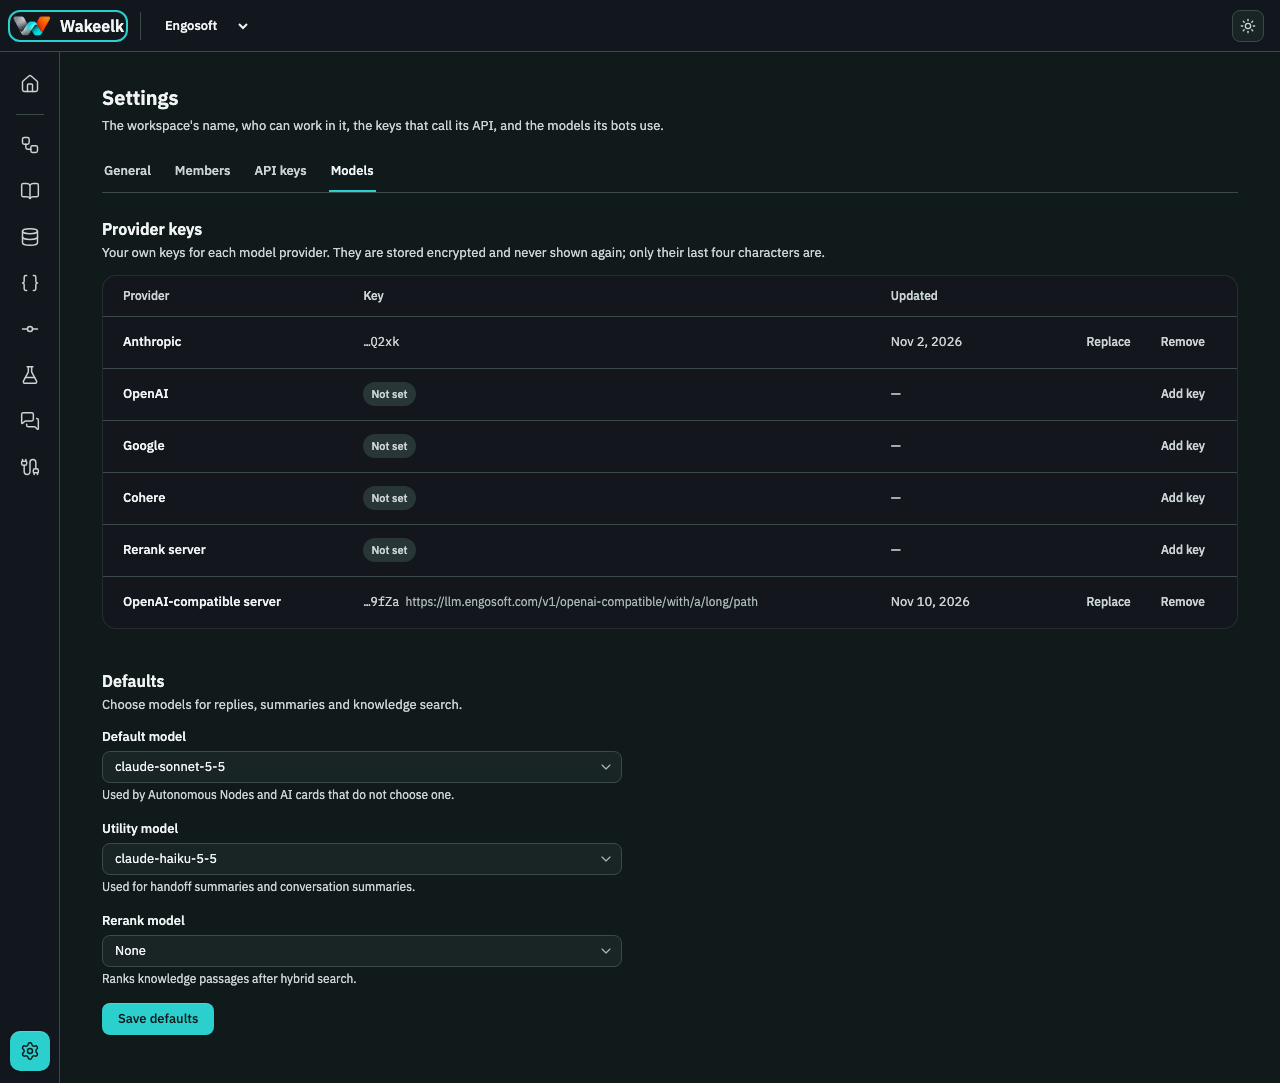 Wakeelk
Engosoft
Settings
The workspace's name, who can work in it, the keys that call its API, and the models its bots use.
General Members API keys Models
Provider keys
Your own keys for each model provider. They are stored encrypted and never shown again; only their last four characters are.
Provider Key Updated
Anthropic …Q2xk Nov 2, 2026 Replace Remove
OpenAI Not set — Add key
Google Not set — Add key
Cohere Not set — Add key
Rerank server Not set — Add key
OpenAI-compatible server …9fZa https://llm.engosoft.com/v1/openai-compatible/with/a/long/path Nov 10, 2026 Replace Remove
Defaults
Choose models for replies, summaries and knowledge search.
Default model
claude-sonnet-5-5
Used by Autonomous Nodes and AI cards that do not choose one.
Utility model
claude-haiku-5-5
Used for handoff summaries and conversation summaries.
Rerank model
None
Ranks knowledge passages after hybrid search.
Save defaults